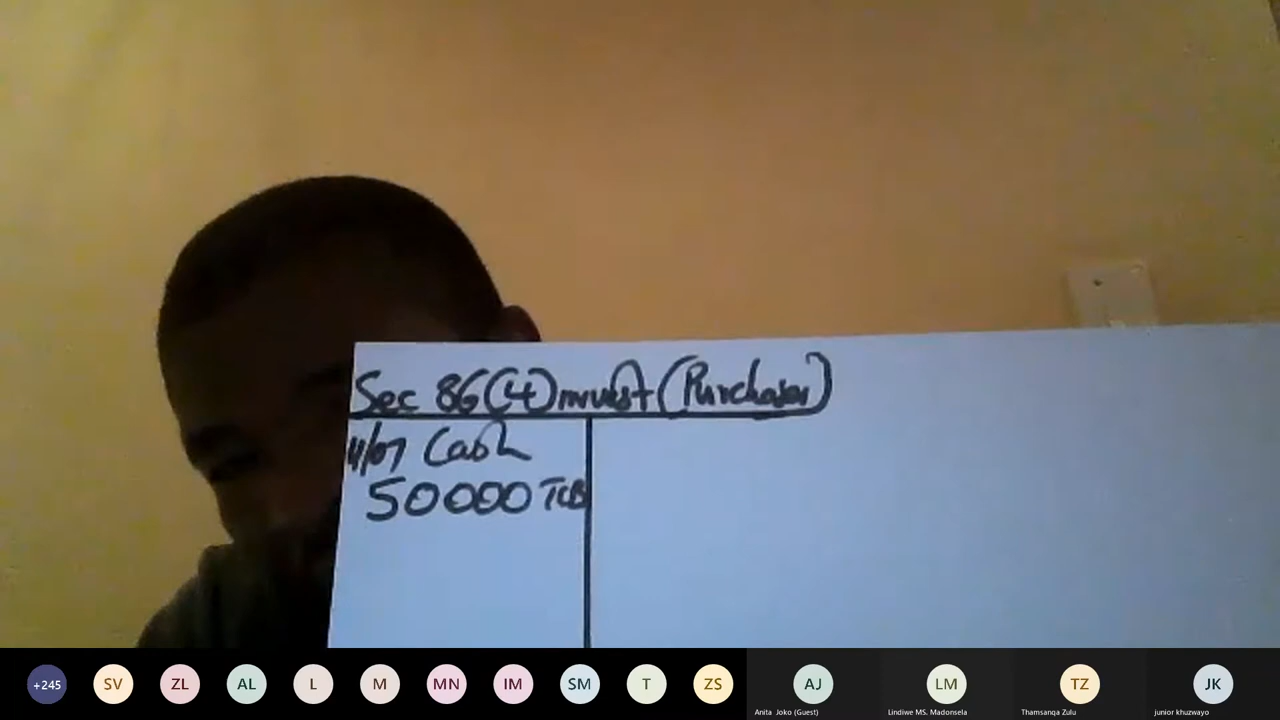 Sec 86(4) invest (Purchaser)
4/07 Cash
50000 TCB
+245
SV
ZL
AL
L
M
MN
IM
SM
T
ZS
AJ
LM
TZ
JK
Anita Joko (Guest)
Lindiwe MS. Madonsela
Thamsanqa Zulu
junior khuzwayo